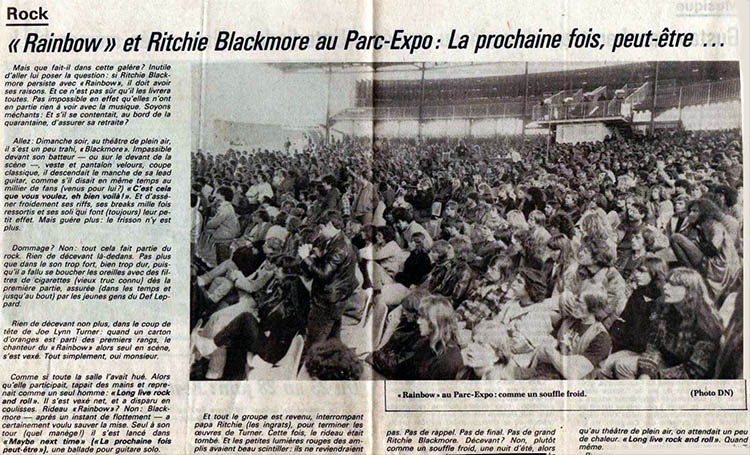 Rock
« Rainbow » et Ritchie Blackmore au Parc-Expo : La prochaine fois, peut-être ...
Mais que fait-il dans cette galère? Inutile
d'aller lui poser la question : si Ritchie Black-
more persiste avec « Rainbow », il doit avoir
ses raisons. Et ce n'est pas sûr qu'il les livrera
toutes. Pas impossible en effet qu'elles n'ont
en partie rien à voir avec la musique. Soyons
méchants : Et s'il se contentait, au bord de la
quarantaine, d'assurer sa retraite?
Allez : Dimanche soir, au théâtre de plein air,
il s'est un peu trahi, « Blackmore». Impassible
devant son batteur — ou sur le devant de la
scène —, veste et pantalon velours, coupe
classique, il descendait le manche de sa lead
guitar, comme s'il disait en même temps au
millier de fans (venus pour lui?) « C'est cela
que vous voulez, eh bien voilà! ». Et d'assé-
ner froidement ses riffs, ses breaks mille fois
ressortis et ses soli qui font (toujours) leur pe-
tit effet. Mais guère plus : le frisson n'y est
plus.
Dommage? Non : tout cela fait partie du
rock. Rien de décevant là-dedans. Pas plus
que dans le son trop fort, bien trop dur, puis-
qu'il a fallu se boucher les oreilles avec des fil-
tres de cigarettes (vieux truc connu) dès la
première partie, assurée (dans les temps et
jusqu'au bout) par les jeunes gens du Def Lep-
pard.
Rien de décevant non plus, dans le coup de
tête de Joe Lynn Turner : quand un carton
d'oranges est parti des premiers rangs, le
chanteur du « Rainbow » alors seul en scène,
s'est vexé. Tout simplement, oui monsieur.
Comme si toute la salle l'avait hué. Alors
qu'elle participait, tapait des mains et repre-
nait comme un seul homme : « Long live rock
and roll ». Il s'est vexé net, et a disparu en
coulisses. Rideau « Rainbow »? Non : Black-
more — après un instant de flottement — a
certainement voulu sauver la mise. Seul à son
tour (quel manège!) il s'est lancé dans
« Maybe next time » (« La prochaine fois
peut-être »), une ballade pour guitare solo.
« Rainbow » au Parc-Expo : comme un souffle froid. (Photo DN)
Et tout le groupe est revenu, interrompant
papa Ritchie (les ingrats), pour terminer les
œuvres de Turner. Cette fois, le rideau était
tombé. Et les petites lumières rouges des am-
plis avaient beau scintiller : ils ne reviendraient
pas. Pas de rappel. Pas de final. Pas de grand
Ritchie Blackmore. Décevant? Non, plutôt
comme un souffle froid, une nuit d'été, alors
qu'au théâtre de plein air, on attendait un peu
de chaleur. « Long live rock and roll ». Quand
même.